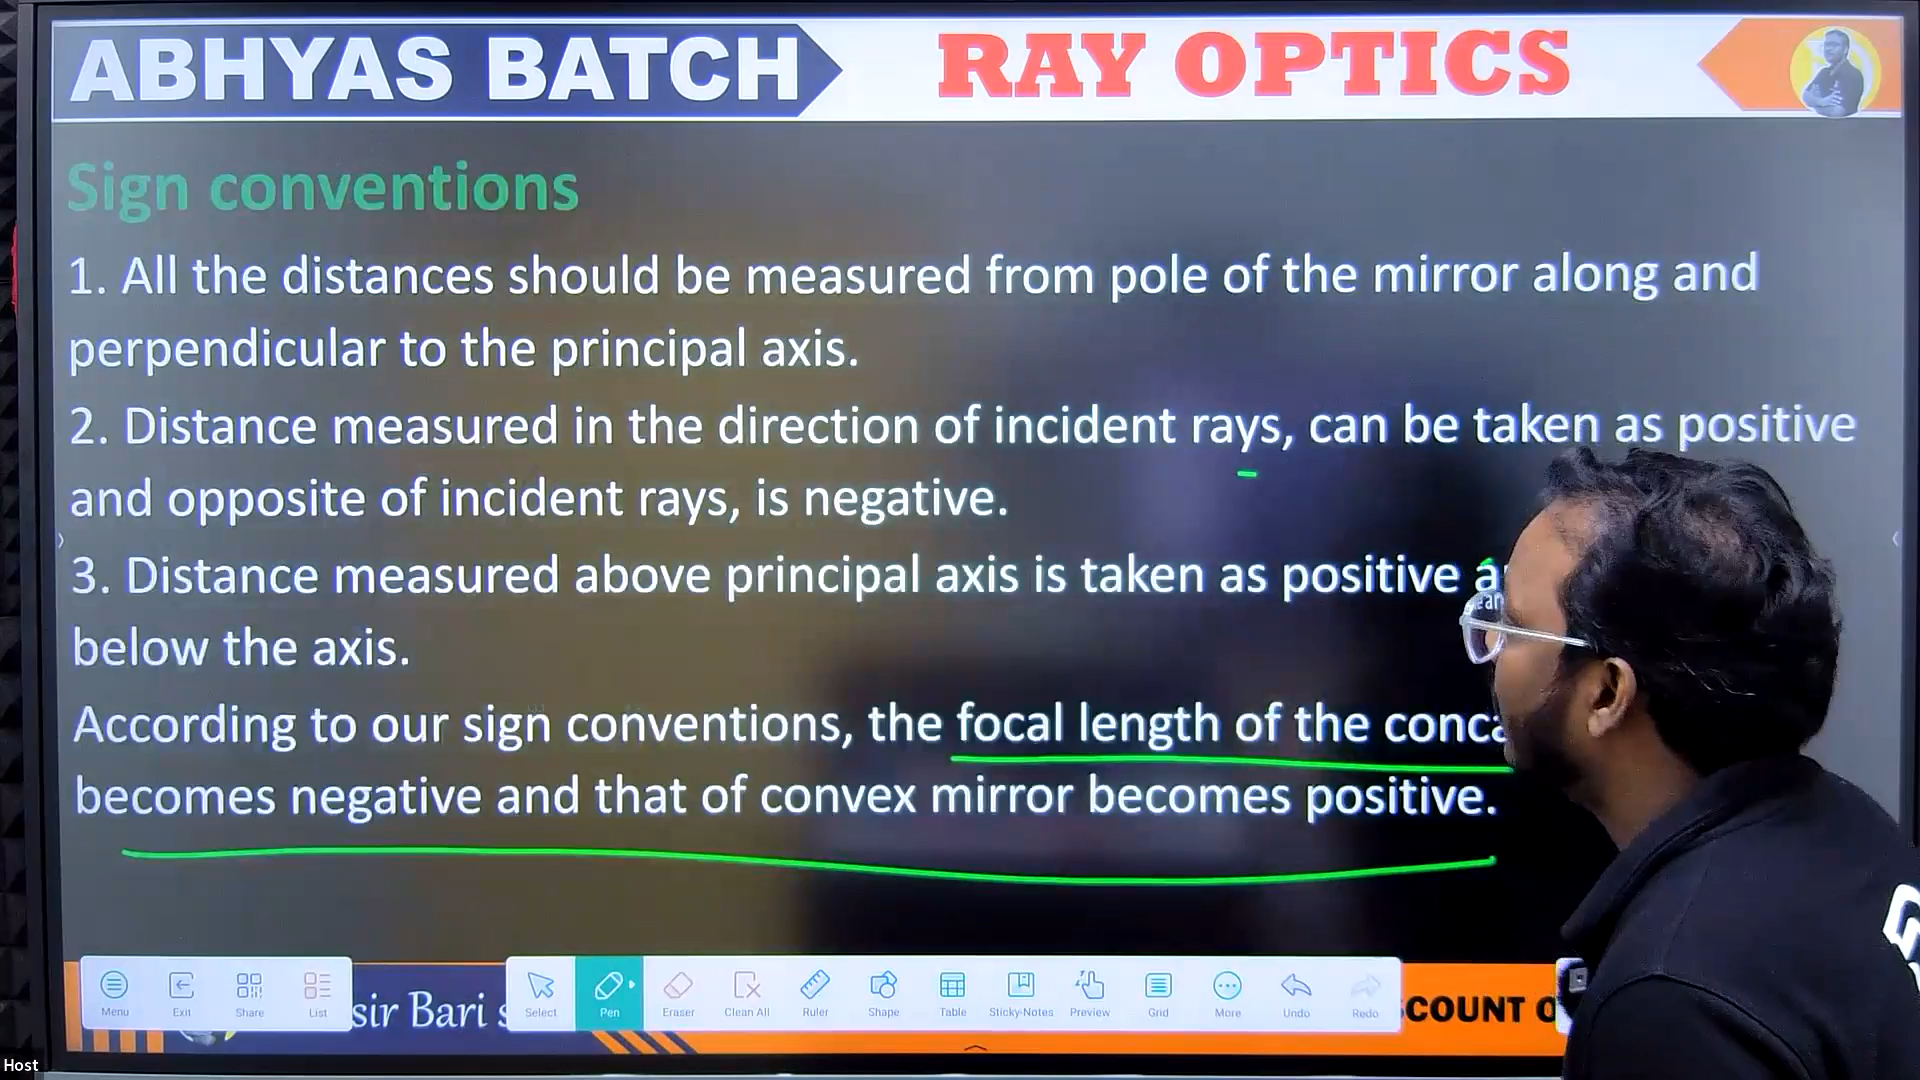 ABHYAS BATCH
RAY OPTICS
Sign conventions
1. All the distances should be measured from pole of the mirror along and
perpendicular to the principal axis.
2. Distance measured in the direction of incident rays, can be taken as positive
and opposite of incident rays, is negative.
3. Distance measured above principal axis is taken as positive
below the axis.
According to our sign conventions, the focal length of the
becomes negative and that of convex mirror becomes positive.
Bari
Menu Exit Share List Select Pen Eraser Clean All Ruler Shape Table Sticky-Notes Preview Grid More Undo Redo
Host